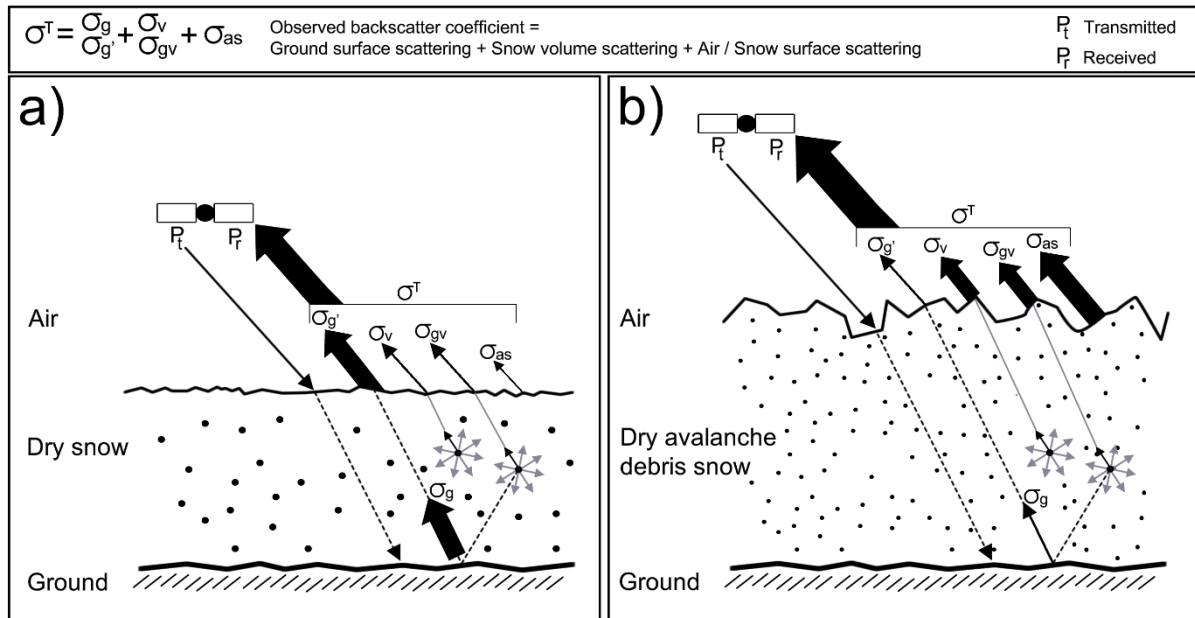 σᵀ = σg/σg' + σv/σgv + σas
Observed backscatter coefficient =
Ground surface scattering + Snow volume scattering + Air / Snow surface scattering
Pt Transmitted
Pr Received
a)
Pt Pr
σᵀ
σg' σv σgv σas
Air
Dry snow
σg
Ground
b)
Pt Pr
σᵀ
σg' σv σgv σas
Air
Dry avalanche
debris snow
σg
Ground